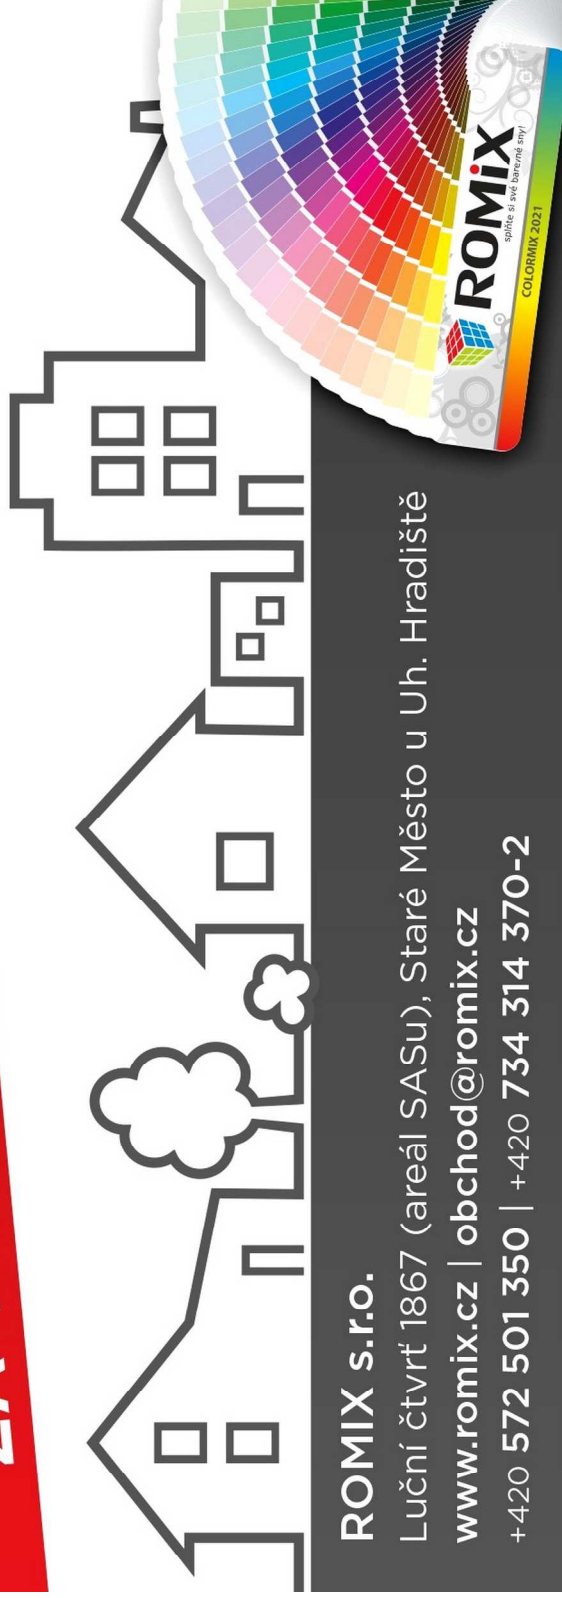 ROMiX
splňte si své barevné sny!
COLORMIX 2021
ROMIX s.r.o.
Luční čtvrť 1867 (areál SASu), Staré Město u Uh. Hradiště
www.romix.cz | obchod@romix.cz
+420 572 501 350 | +420 734 314 370-2